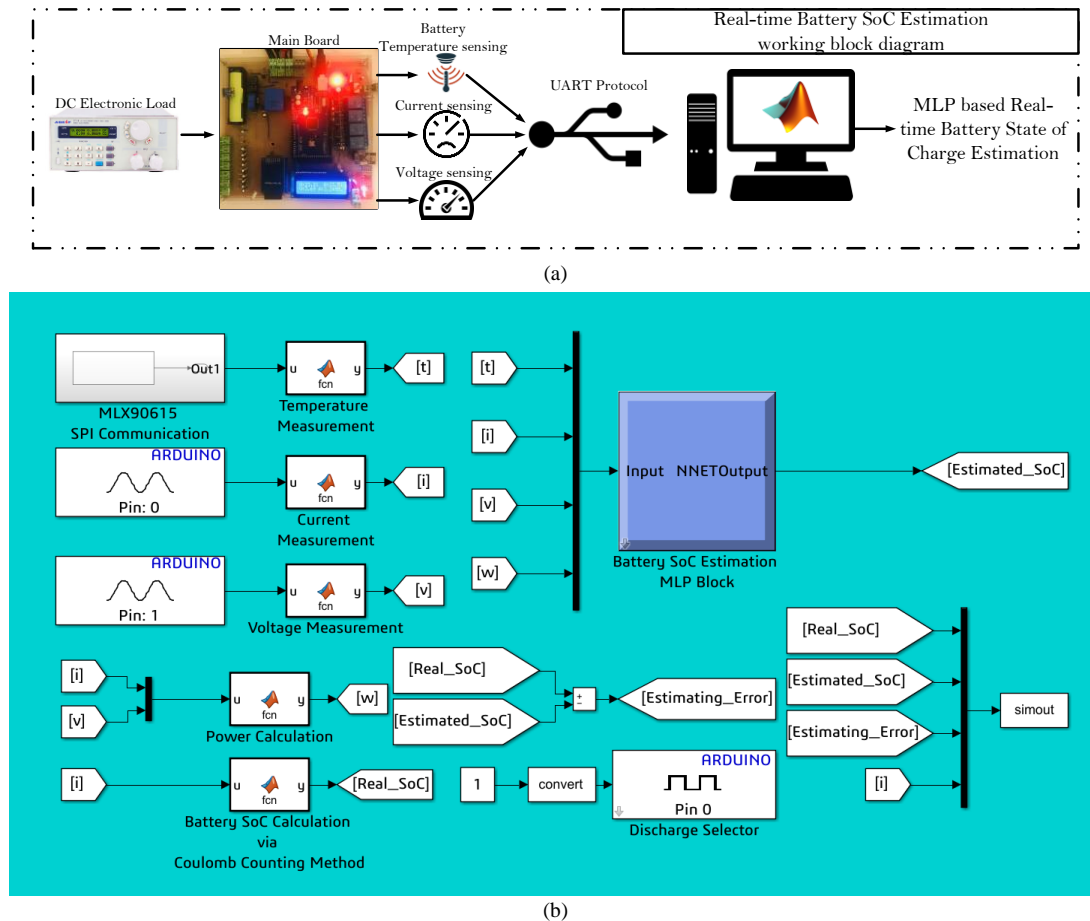 Real-time Battery SoC Estimation
working block diagram
Main Board
Battery
Temperature sensing
DC Electronic Load
Current sensing
UART Protocol
Voltage sensing
MLP based Real-
time Battery State of
Charge Estimation
(a)
Out1
MLX90615
SPI Communication
u
y
fcn
Temperature
Measurement
[t]
[t]
ARDUINO
Pin: 0
u
y
fcn
Current
Measurement
[i]
[i]
ARDUINO
Pin: 1
u
y
fcn
Voltage Measurement
[v]
[v]
[w]
Input
NNETOutput
Battery SoC Estimation
MLP Block
[Estimated_SoC]
[i]
[v]
u
y
fcn
Power Calculation
[w]
[Real_SoC]
[Estimated_SoC]
+
−
[Estimating_Error]
[i]
u
y
fcn
Battery SoC Calculation
via
Coulomb Counting Method
[Real_SoC]
1
convert
ARDUINO
Pin 0
Discharge Selector
[Real_SoC]
[Estimated_SoC]
[Estimating_Error]
[i]
simout
(b)